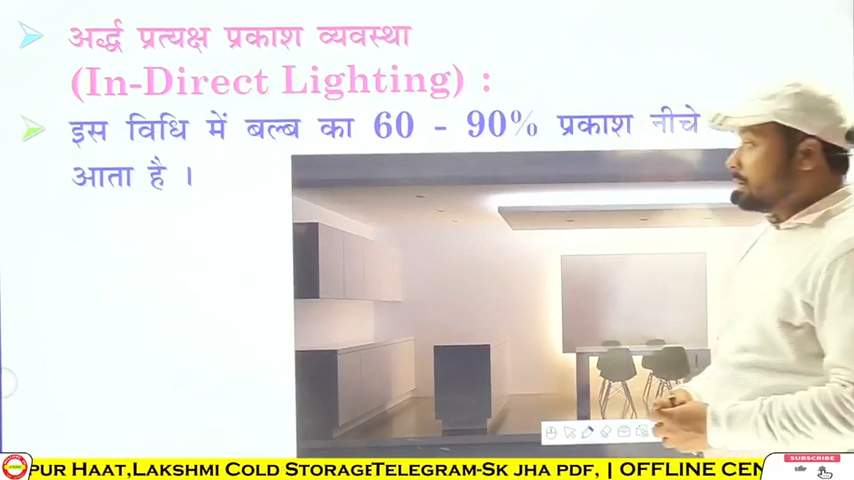 अर्द्ध प्रत्यक्ष प्रकाश व्यवस्था
(In-Direct Lighting) :
इस विधि में बल्ब का 60 - 90% प्रकाश नीचे
आता है ।
PUR HAAT,LAKSHMI COLD STORAGETELEGRAM-SK JHA PDF, | OFFLINE CEN
SUBSCRIBE